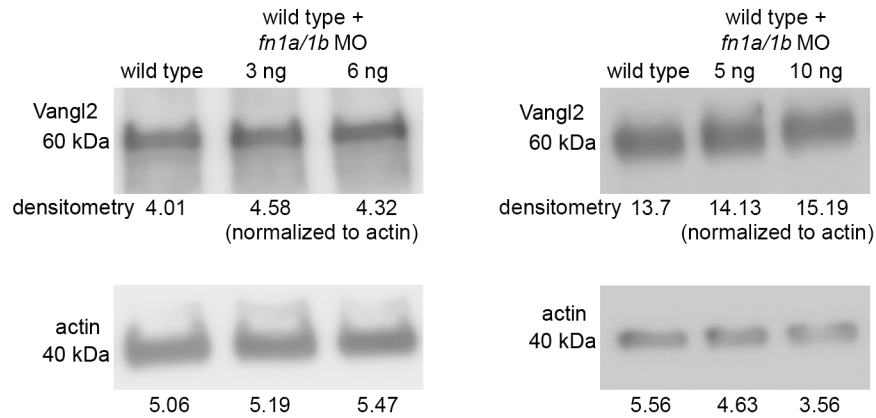 wild type +
fn1a/1b MO
wild type 3 ng 6 ng
Vangl2
60 kDa
densitometry 4.01 4.58 4.32
(normalized to actin)
actin
40 kDa
5.06 5.19 5.47
wild type +
fn1a/1b MO
wild type 5 ng 10 ng
Vangl2
60 kDa
densitometry 13.7 14.13 15.19
(normalized to actin)
actin
40 kDa
5.56 4.63 3.56